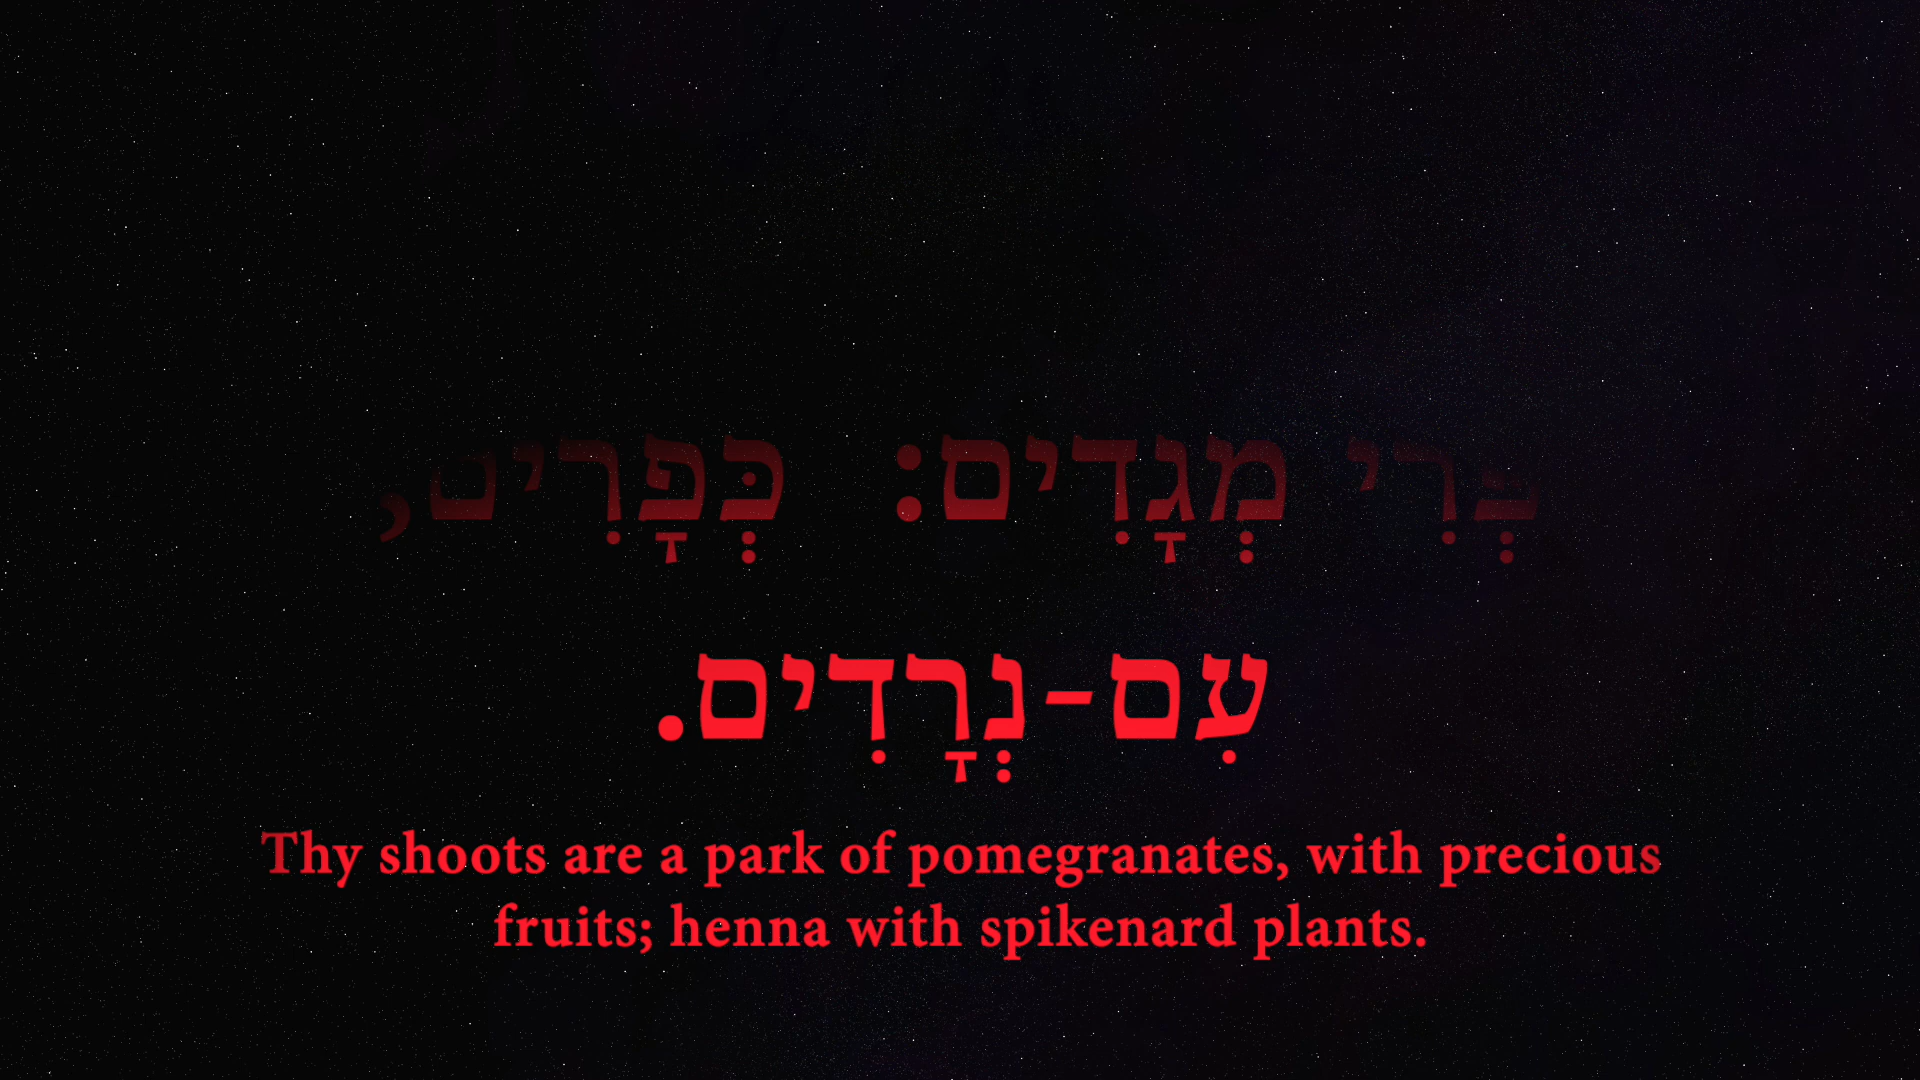 פְּרִי מְגָדִים: כְּפָרִים,
עִם-נְרָדִים.
Thy shoots are a park of pomegranates, with precious
fruits; henna with spikenard plants.